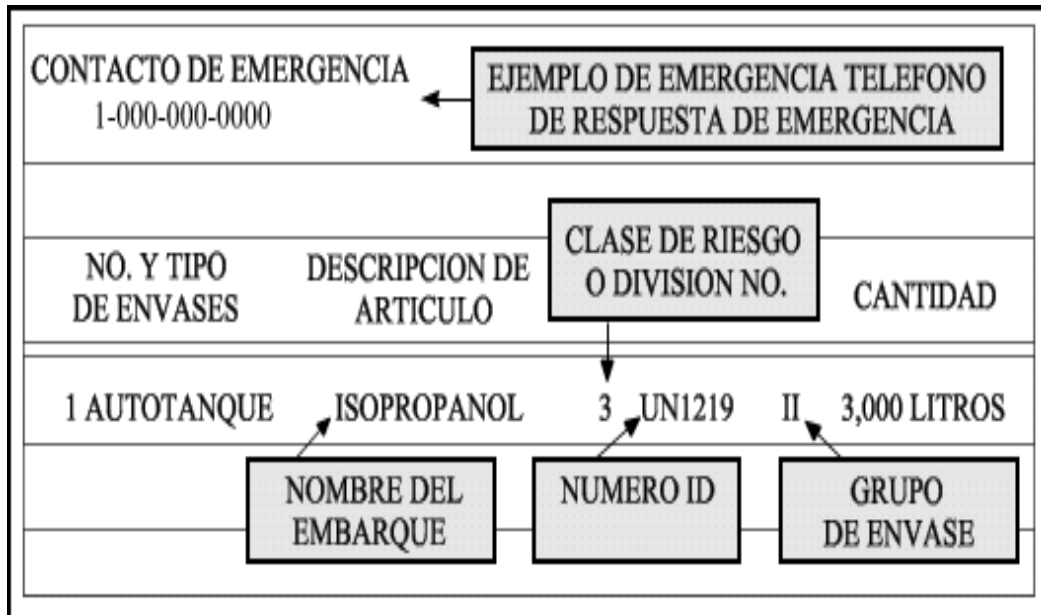 CONTACTO DE EMERGENCIA
1-000-000-0000
EJEMPLO DE EMERGENCIA TELEFONO
DE RESPUESTA DE EMERGENCIA
CLASE DE RIESGO
O DIVISION NO.
NO. Y TIPO
DE ENVASES
DESCRIPCION DE
ARTICULO
CANTIDAD
1 AUTOTANQUE ISOPROPANOL 3 UN1219 II 3,000 LITROS
NOMBRE DEL
EMBARQUE
NUMERO ID
GRUPO
DE ENVASE